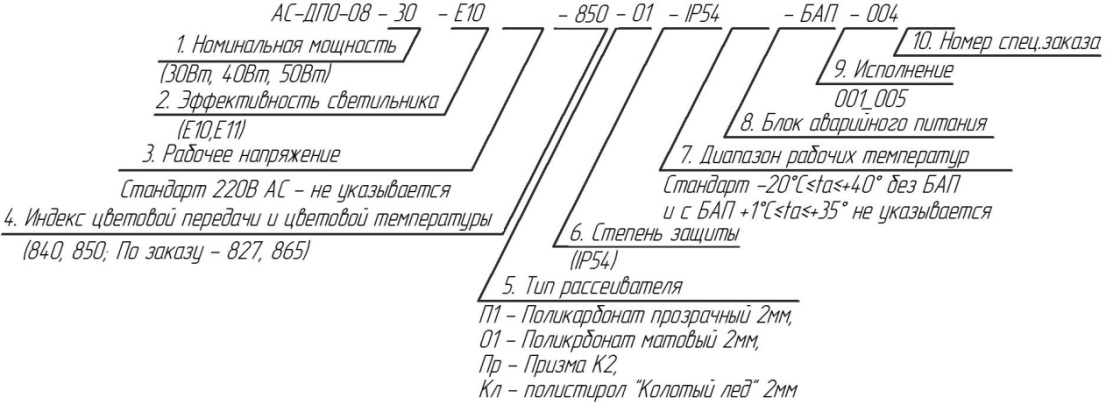 АС-ДПО-08-30 -Е10 -850-01-IP54 -БАП -004
1. Номинальная мощность
(30Вт, 40Вт, 50Вт)
2. Эффективность светильника
(Е10,Е11)
3. Рабочее напряжение
Стандарт 220В АС - не указывается
4. Индекс цветовой передачи и цветовой температуры
(840, 850; По заказу - 827, 865)
10. Номер спец.заказа
9. Исполнение
001_005
8. Блок аварийного питания
7. Диапазон рабочих температур
Стандарт -20°С≤ta≤+40° без БАП
и с БАП +1°С≤ta≤+35° не указывается
6. Степень защиты
(IP54)
5. Тип рассеивателя
П1 - Поликарбонат прозрачный 2мм,
01 - Поликрбонат матовый 2мм,
Пр - Призма К2,
Кл - полистирол "Колотый лед" 2мм